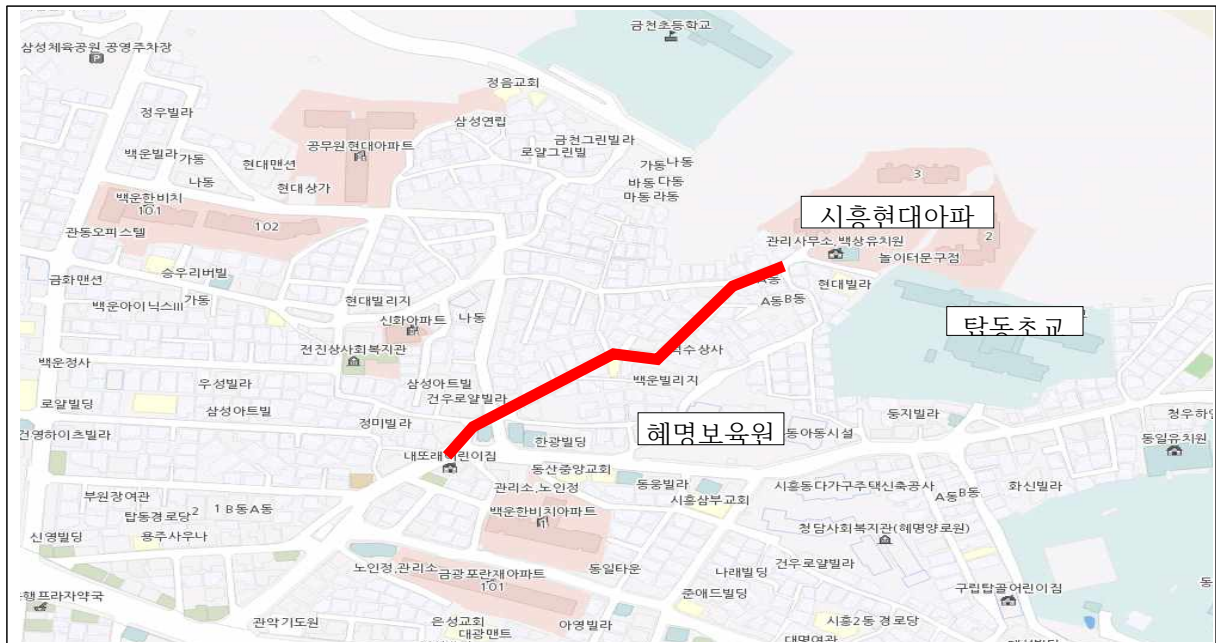 금천초등학교
삼성체육공원 공영주차장
P
정음교회
정우빌라
삼성연립
금천그린빌라
로얄그린빌
공무원현대아파트
백운빌라 가동
현대맨션
나동
가동 나동
바동 다동
마동 라동
현대상가
백운한비치
101
102
3
시흥현대아파
2
관리사무소,백상유치원
놀이터문구점
관동오피스텔
승우리버빌
금화맨션
백운아이닉스III 가동
현대빌리지
나동
신화아파트
A동 B동
현대빌라
탑동초교
전진상사회복지관
수상사
백운정사
우성빌라
삼성아트빌
건우로얄빌라
백운빌리지
로얄빌딩
삼성아트빌
정미빌라
둥지빌라
청우하인
건영하이츠빌라
한광빌딩
혜명보육원
동아동시설
동일유치원
내또래어린이집
동산중앙교회
관리소,노인정
동웅빌라
시흥삼부교회
시흥동다가구주택신축공사
A동 B동
화신빌라
부원장여관
탑동경로당
2
1 B동 A동
백운한비치아파트
청담사회복지관(혜명양로원)
신영빌딩
용주사우나
노인정,관리소
금광포란재아파트
101
동일타운
나래빌딩
건우로얄빌라
준애드빌딩
구립탑골어린이집
동
행프라자약국
관악기도원
은성교회
대광맨트
아영빌라
시흥2동 경로당
대명여관